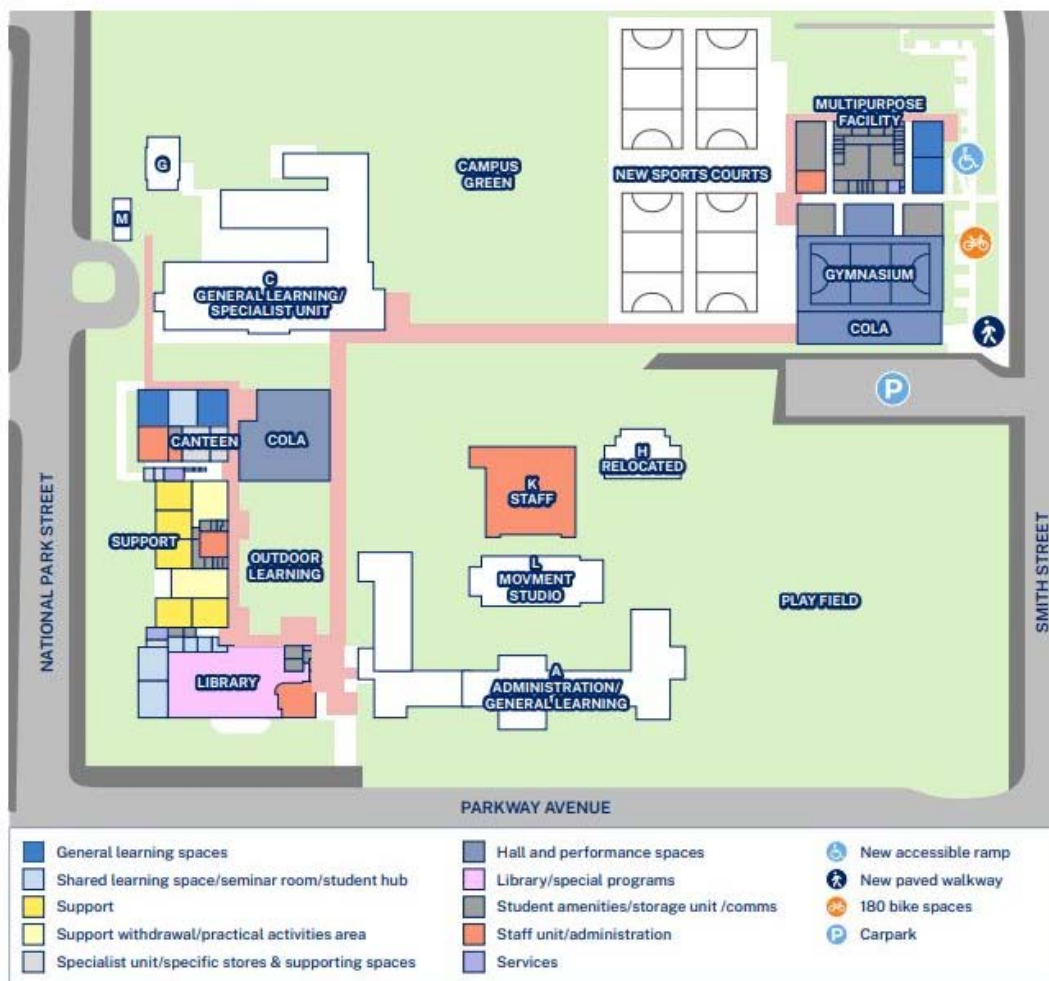 MULTIPURPOSE
FACILITY
G
CAMPUS
GREEN
NEW SPORTS COURTS
M
C
GENERAL LEARNING/
SPECIALIST UNIT
GYMNASIUM
COLA
P
CANTEEN
COLA
H
RELOCATED
K
STAFF
NATIONAL PARK STREET
SUPPORT
OUTDOOR
LEARNING
L
MOVMENT
STUDIO
PLAY FIELD
SMITH STREET
LIBRARY
A
ADMINISTRATION/
GENERAL LEARNING
PARKWAY AVENUE
General learning spaces
Shared learning space/seminar room/student hub
Support
Support withdrawal/practical activities area
Specialist unit/specific stores & supporting spaces
Hall and performance spaces
Library/special programs
Student amenities/storage unit /comms
Staff unit/administration
Services
New accessible ramp
New paved walkway
180 bike spaces
P
Carpark